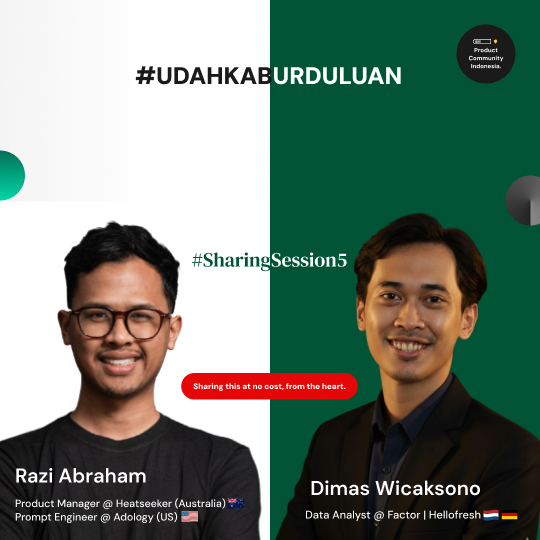 #UDAHKABURDULUAN
Product
Community
Indonesia.
#SharingSession5
Sharing this at no cost, from the heart.
Razi Abraham
Product Manager @ Heatseeker (Australia) 🇦🇺
Prompt Engineer @ Adology (US) 🇺🇸
Dimas Wicaksono
Data Analyst @ Factor | Hellofresh 🇳🇱 🇩🇪